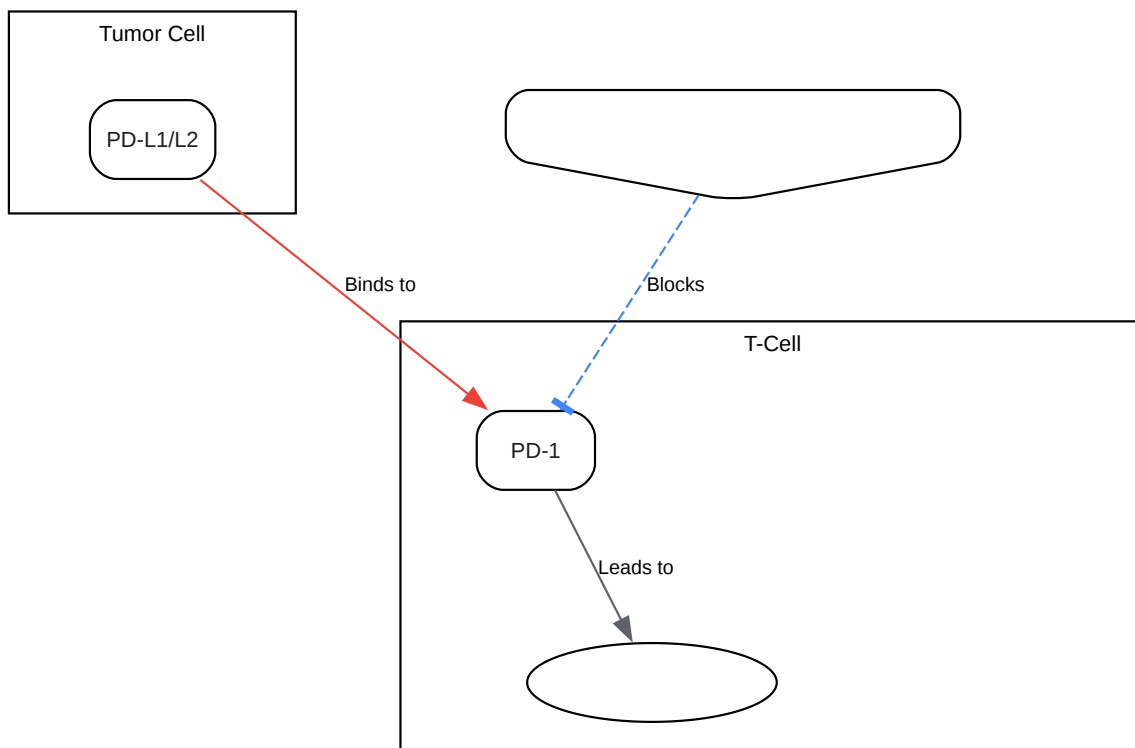 Tumor Cell
PD-L1/L2
Binds to
Blocks
T-Cell
PD-1
Leads to